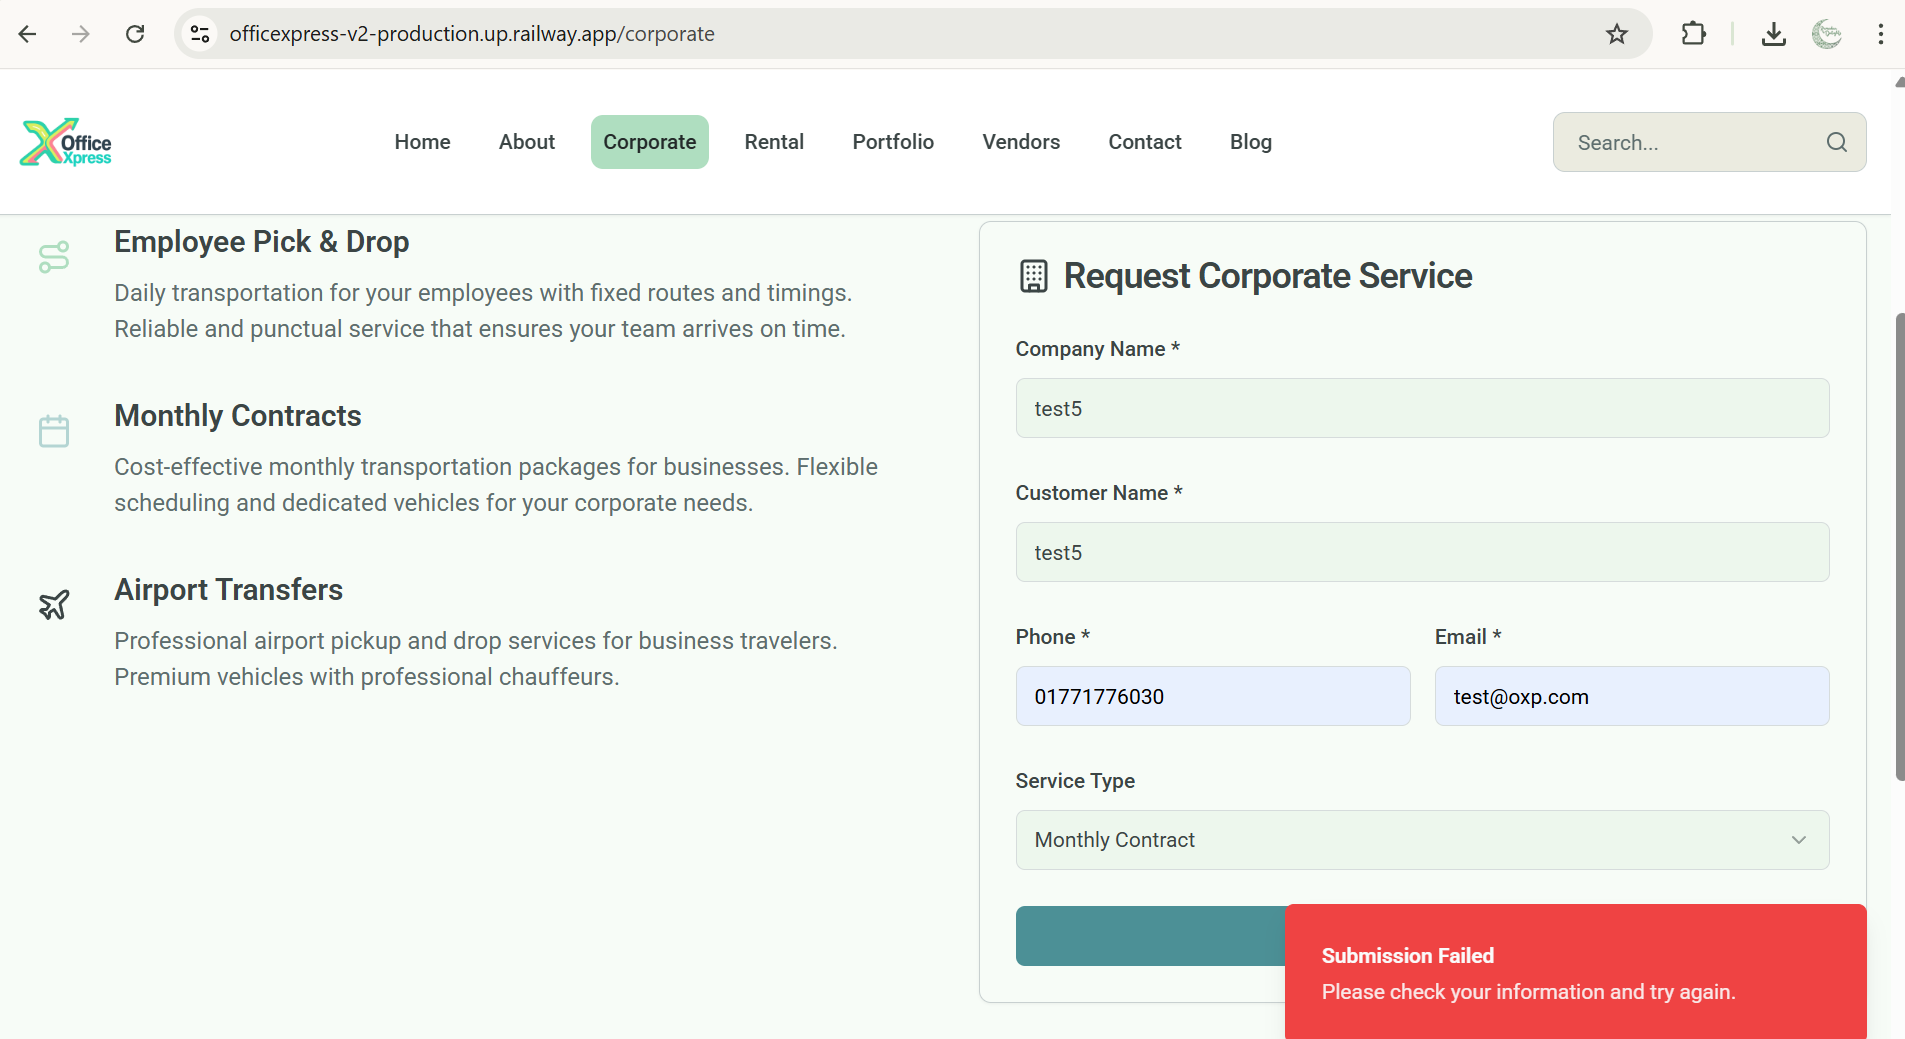 officexpress-v2-production.up.railway.app/corporate
Office
Xpress
Home
About
Corporate
Rental
Portfolio
Vendors
Contact
Blog
Search...
Employee Pick & Drop
Daily transportation for your employees with fixed routes and timings.
Reliable and punctual service that ensures your team arrives on time.
Monthly Contracts
Cost-effective monthly transportation packages for businesses. Flexible
scheduling and dedicated vehicles for your corporate needs.
Airport Transfers
Professional airport pickup and drop services for business travelers.
Premium vehicles with professional chauffeurs.
Request Corporate Service
Company Name *
test5
Customer Name *
test5
Phone *
01771776030
Email *
test@oxp.com
Service Type
Monthly Contract
Submission Failed
Please check your information and try again.